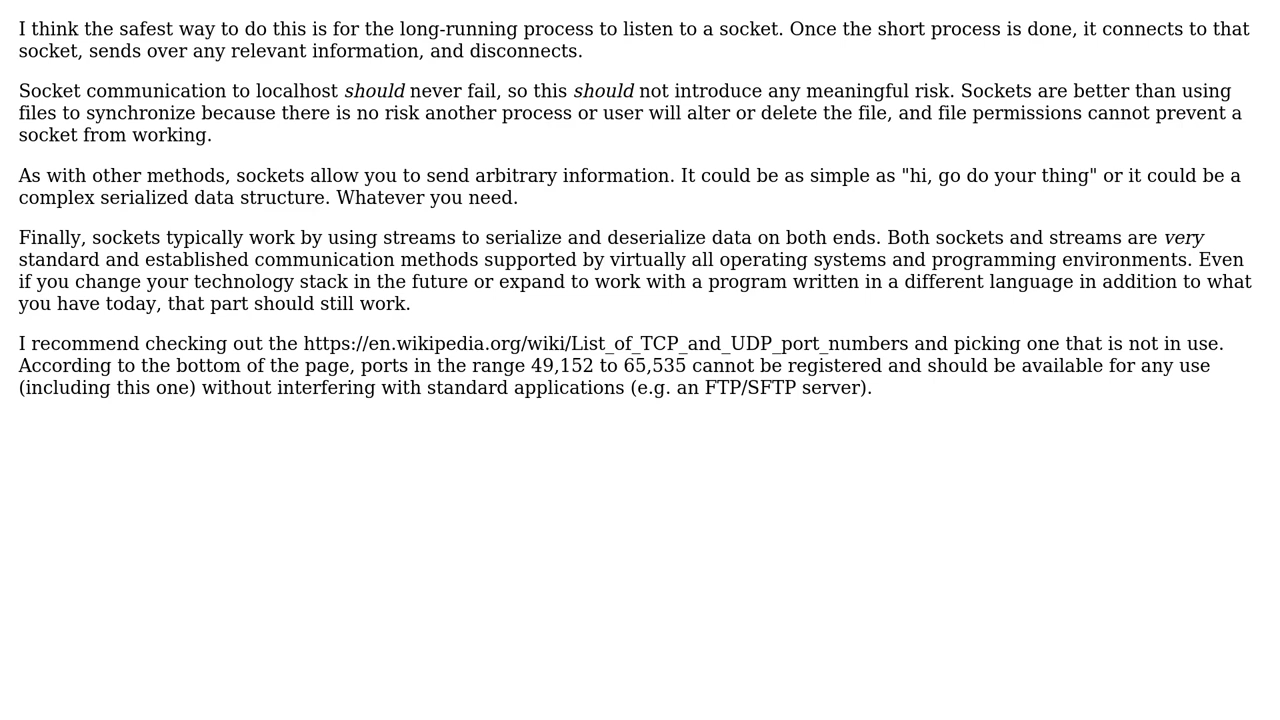 I think the safest way to do this is for the long-running process to listen to a socket. Once the short process is done, it connects to that
socket, sends over any relevant information, and disconnects.
Socket communication to localhost should never fail, so this should not introduce any meaningful risk. Sockets are better than using
files to synchronize because there is no risk another process or user will alter or delete the file, and file permissions cannot prevent a
socket from working.
As with other methods, sockets allow you to send arbitrary information. It could be as simple as "hi, go do your thing" or it could be a
complex serialized data structure. Whatever you need.
Finally, sockets typically work by using streams to serialize and deserialize data on both ends. Both sockets and streams are very
standard and established communication methods supported by virtually all operating systems and programming environments. Even
if you change your technology stack in the future or expand to work with a program written in a different language in addition to what
you have today, that part should still work.
I recommend checking out the https://en.wikipedia.org/wiki/List_of_TCP_and_UDP_port_numbers and picking one that is not in use.
According to the bottom of the page, ports in the range 49,152 to 65,535 cannot be registered and should be available for any use
(including this one) without interfering with standard applications (e.g. an FTP/SFTP server).